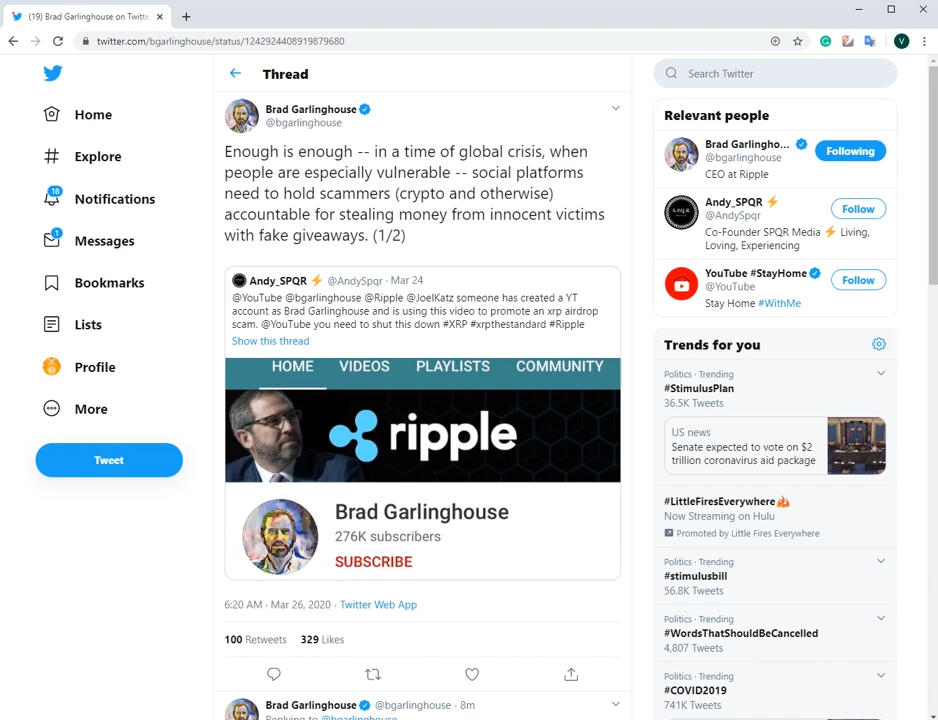 (19) Brad Garlinghouse on Twitte
twitter.com/bgarlinghouse/status/1242924408919879680
V
Home
Explore
18
Notifications
1
Messages
Bookmarks
Lists
Profile
More
Tweet
Thread
Brad Garlinghouse
@bgarlinghouse
Enough is enough -- in a time of global crisis, when
people are especially vulnerable -- social platforms
need to hold scammers (crypto and otherwise)
accountable for stealing money from innocent victims
with fake giveaways. (1/2)
Andy_SPQR ⚡ @AndySpqr · Mar 24
@YouTube @bgarlinghouse @Ripple @JoelKatz someone has created a YT
account as Brad Garlinghouse and is using this video to promote an xrp airdrop
scam. @YouTube you need to shut this down #XRP #xrpthestandard #Ripple
Show this thread
HOME VIDEOS PLAYLISTS COMMUNITY
ripple
Brad Garlinghouse
276K subscribers
SUBSCRIBE
6:20 AM · Mar 26, 2020 · Twitter Web App
100 Retweets 329 Likes
Brad Garlinghouse @bgarlinghouse · 8m
Replying to @bgarlinghouse
Search Twitter
Relevant people
Brad Garlingho...
@bgarlinghouse
Following
CEO at Ripple
S.P.Q.R.
Andy_SPQR ⚡
@AndySpqr
Follow
Co-Founder SPQR Media ⚡ Living,
Loving, Experiencing
YouTube #StayHome
@YouTube
Follow
Stay Home #WithMe
Trends for you
Politics · Trending
#StimulusPlan
36.5K Tweets
US news
Senate expected to vote on $2
trillion coronavirus aid package
#LittleFiresEverywhere🔥
Now Streaming on Hulu
Promoted by Little Fires Everywhere
Politics · Trending
#stimulusbill
56.8K Tweets
Politics · Trending
#WordsThatShouldBeCancelled
4,807 Tweets
Politics · Trending
#COVID2019
741K Tweets